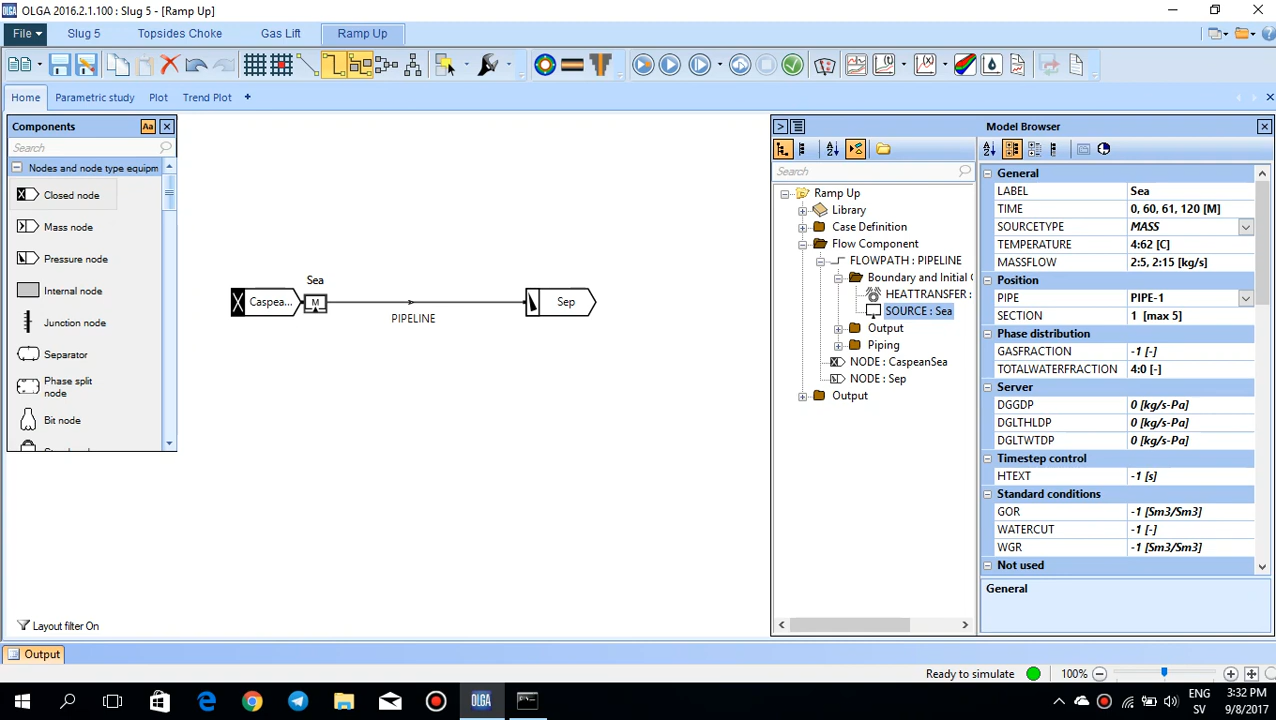 OLGA 2016.2.1.100 : Slug 5 - [Ramp Up]
File
Slug 5
Topsides Choke
Gas Lift
Ramp Up
Home
Parametric study
Plot
Trend Plot
+
Components
Aa
Search
Nodes and node type equipm
Closed node
Mass node
Pressure node
Internal node
Junction node
Separator
Phase split
node
Bit node
Sea
Caspea...
M
PIPELINE
Sep
Layout filter On
Model Browser
Search
Ramp Up
Library
Case Definition
Flow Component
FLOWPATH : PIPELINE
Boundary and Initial C
HEATTRANSFER :
SOURCE : Sea
Output
Piping
NODE : CaspeanSea
NODE : Sep
Output
General
LABEL Sea
TIME 0, 60, 61, 120 [M]
SOURCETYPE MASS
TEMPERATURE 4:62 [C]
MASSFLOW 2:5, 2:15 [kg/s]
Position
PIPE PIPE-1
SECTION 1 [max 5]
Phase distribution
GASFRACTION -1 [-]
TOTALWATERFRACTION 4:0 [-]
Server
DGGDP 0 [kg/s-Pa]
DGLTHLDP 0 [kg/s-Pa]
DGLTWTDP 0 [kg/s-Pa]
Timestep control
HTEXT -1 [s]
Standard conditions
GOR -1 [Sm3/Sm3]
WATERCUT -1 [-]
WGR -1 [Sm3/Sm3]
Not used
General
Output
Ready to simulate
100%
OLGA
ENG
SV
3:32 PM
9/8/2017